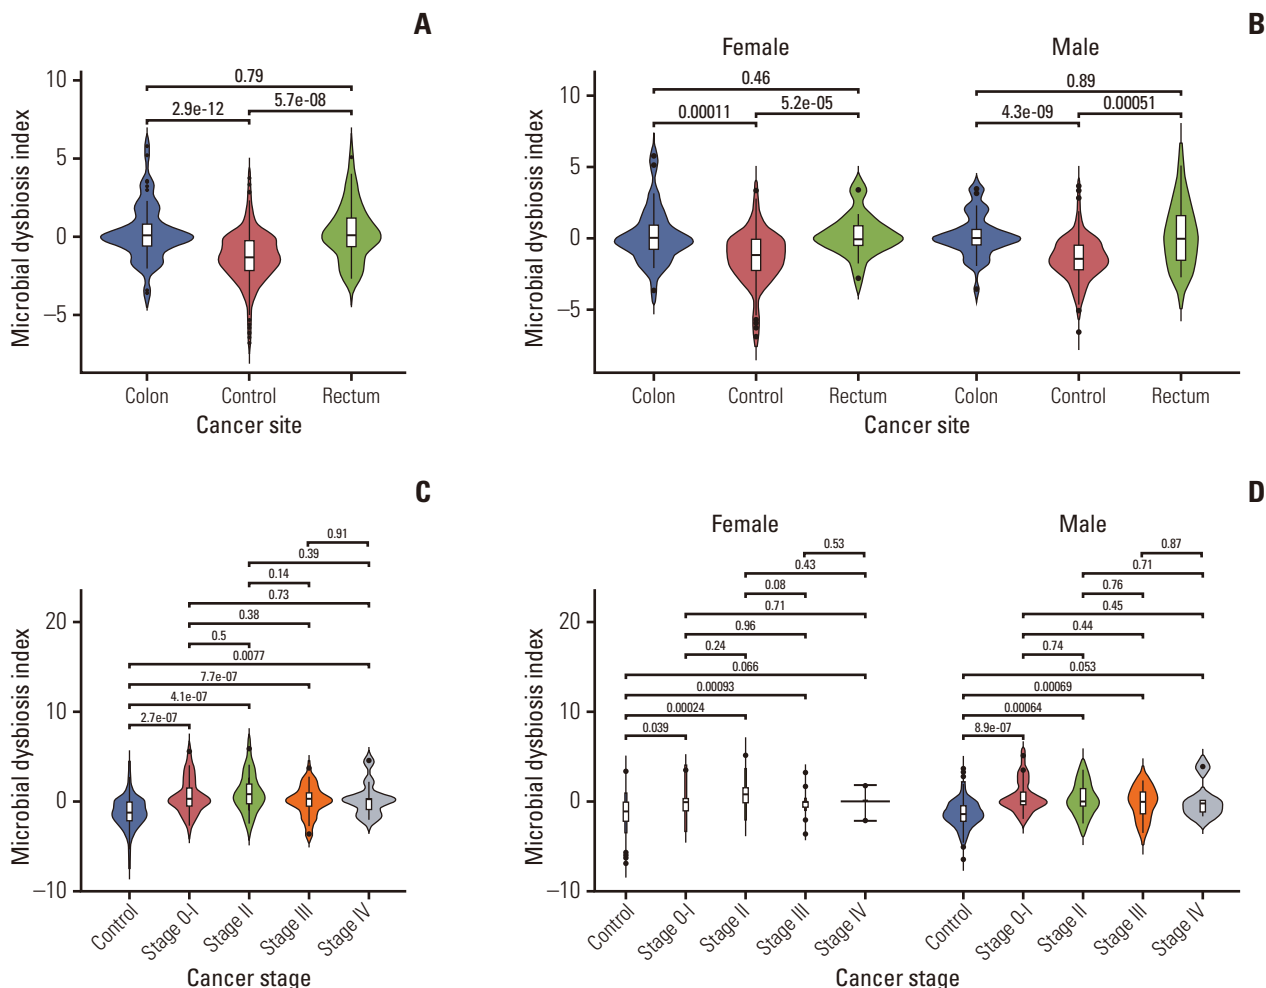 A
Microbial dysbiosis index
10
5
0
–5
0.79
2.9e-12
5.7e-08
Colon
Control
Rectum
Cancer site
B
Female
Male
Microbial dysbiosis index
10
5
0
–5
0.46
0.00011
5.2e-05
0.89
4.3e-09
0.00051
Colon
Control
Rectum
Colon
Control
Rectum
Cancer site
C
Microbial dysbiosis index
20
10
0
–10
0.91
0.39
0.14
0.73
0.38
0.5
0.0077
7.7e-07
4.1e-07
2.7e-07
Control
Stage 0-I
Stage II
Stage III
Stage IV
Cancer stage
D
Female
Male
Microbial dysbiosis index
20
10
0
–10
0.53
0.43
0.08
0.71
0.96
0.24
0.066
0.00093
0.00024
0.039
0.87
0.71
0.76
0.45
0.44
0.74
0.053
0.00069
0.00064
8.9e-07
Control
Stage 0-I
Stage II
Stage III
Stage IV
Control
Stage 0-I
Stage II
Stage III
Stage IV
Cancer stage